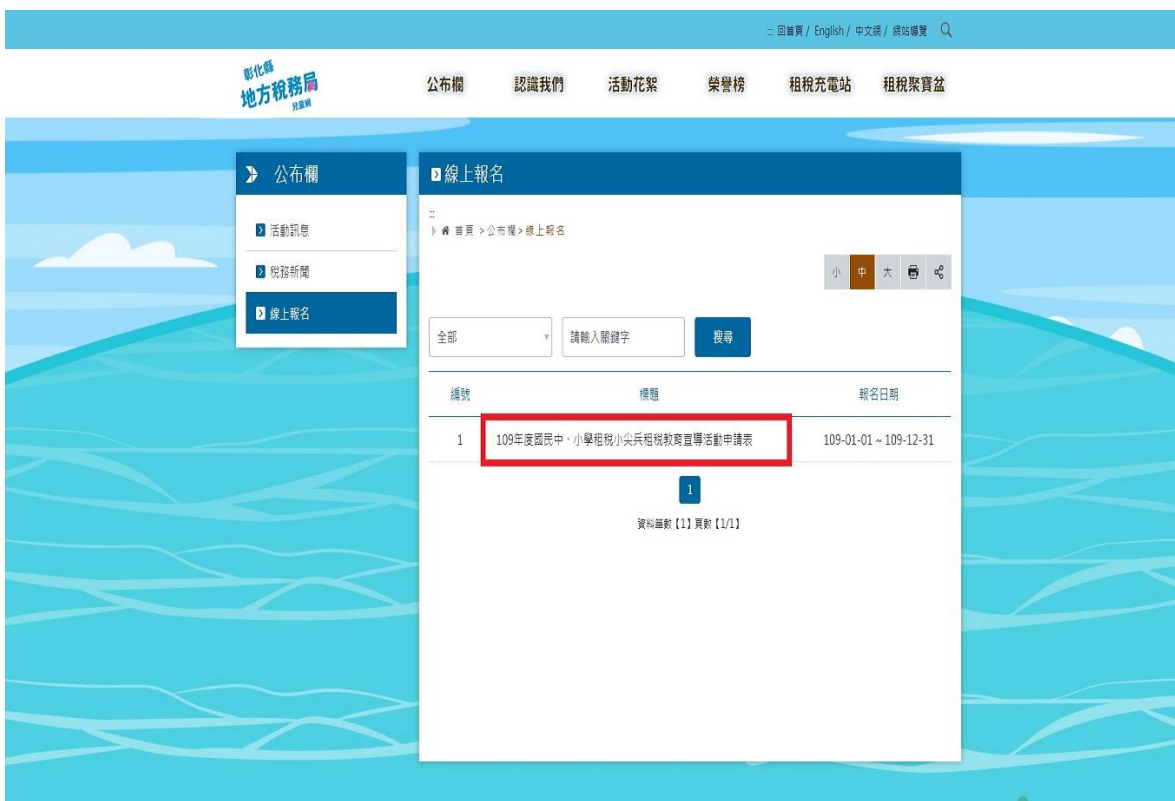 ::: 回首頁 / English / 中文網 / 網站導覽
彰化縣
地方稅務局
兒童網
公布欄 認識我們 活動花絮 榮譽榜 租稅充電站 租稅聚寶盆
公布欄
活動訊息
稅務新聞
線上報名
線上報名
:::
首頁 >公布欄>線上報名
小 中 大
全部 請輸入關鍵字 搜尋
編號 標題 報名日期
1 109年度國民中、小學租稅小尖兵租稅教育宣導活動申請表 109-01-01 ~ 109-12-31
1
資料筆數【1】頁數【1/1】